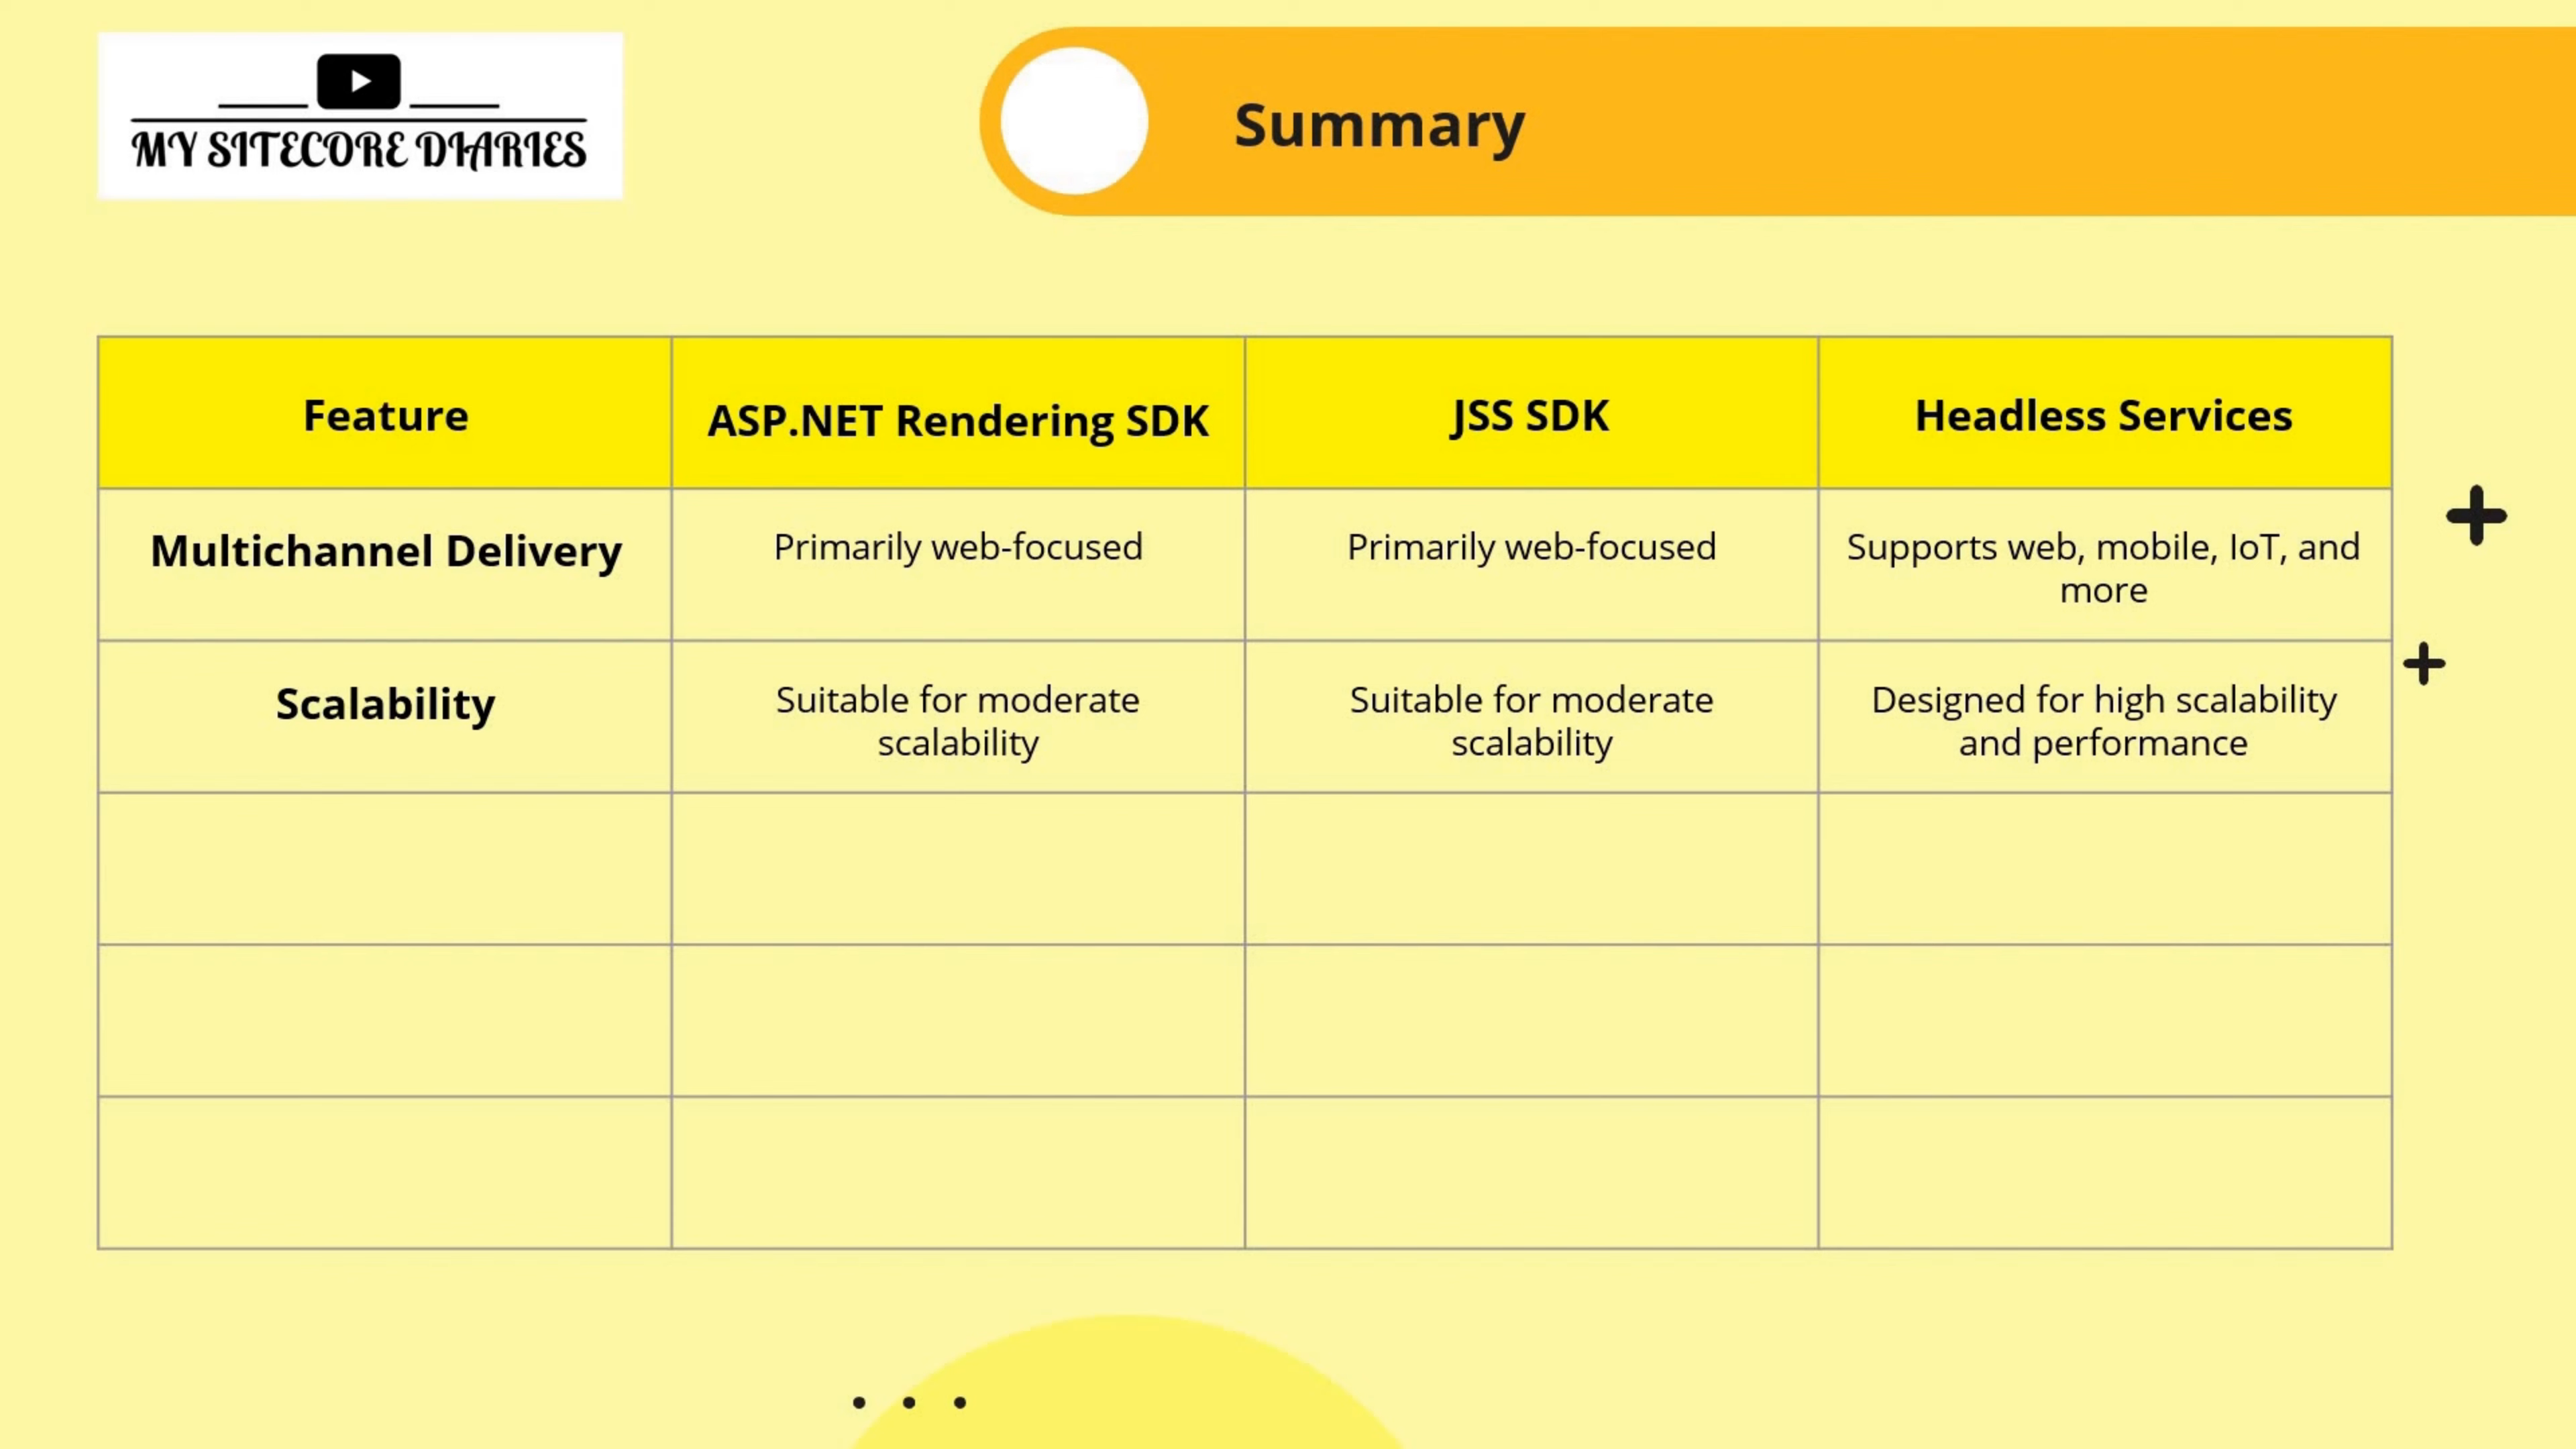 MY SITECORE DIARIES
Summary
Feature
ASP.NET Rendering SDK
JSS SDK
Headless Services
Multichannel Delivery
Primarily web-focused
Primarily web-focused
Supports web, mobile, IoT, and
more
Scalability
Suitable for moderate
scalability
Suitable for moderate
scalability
Designed for high scalability
and performance